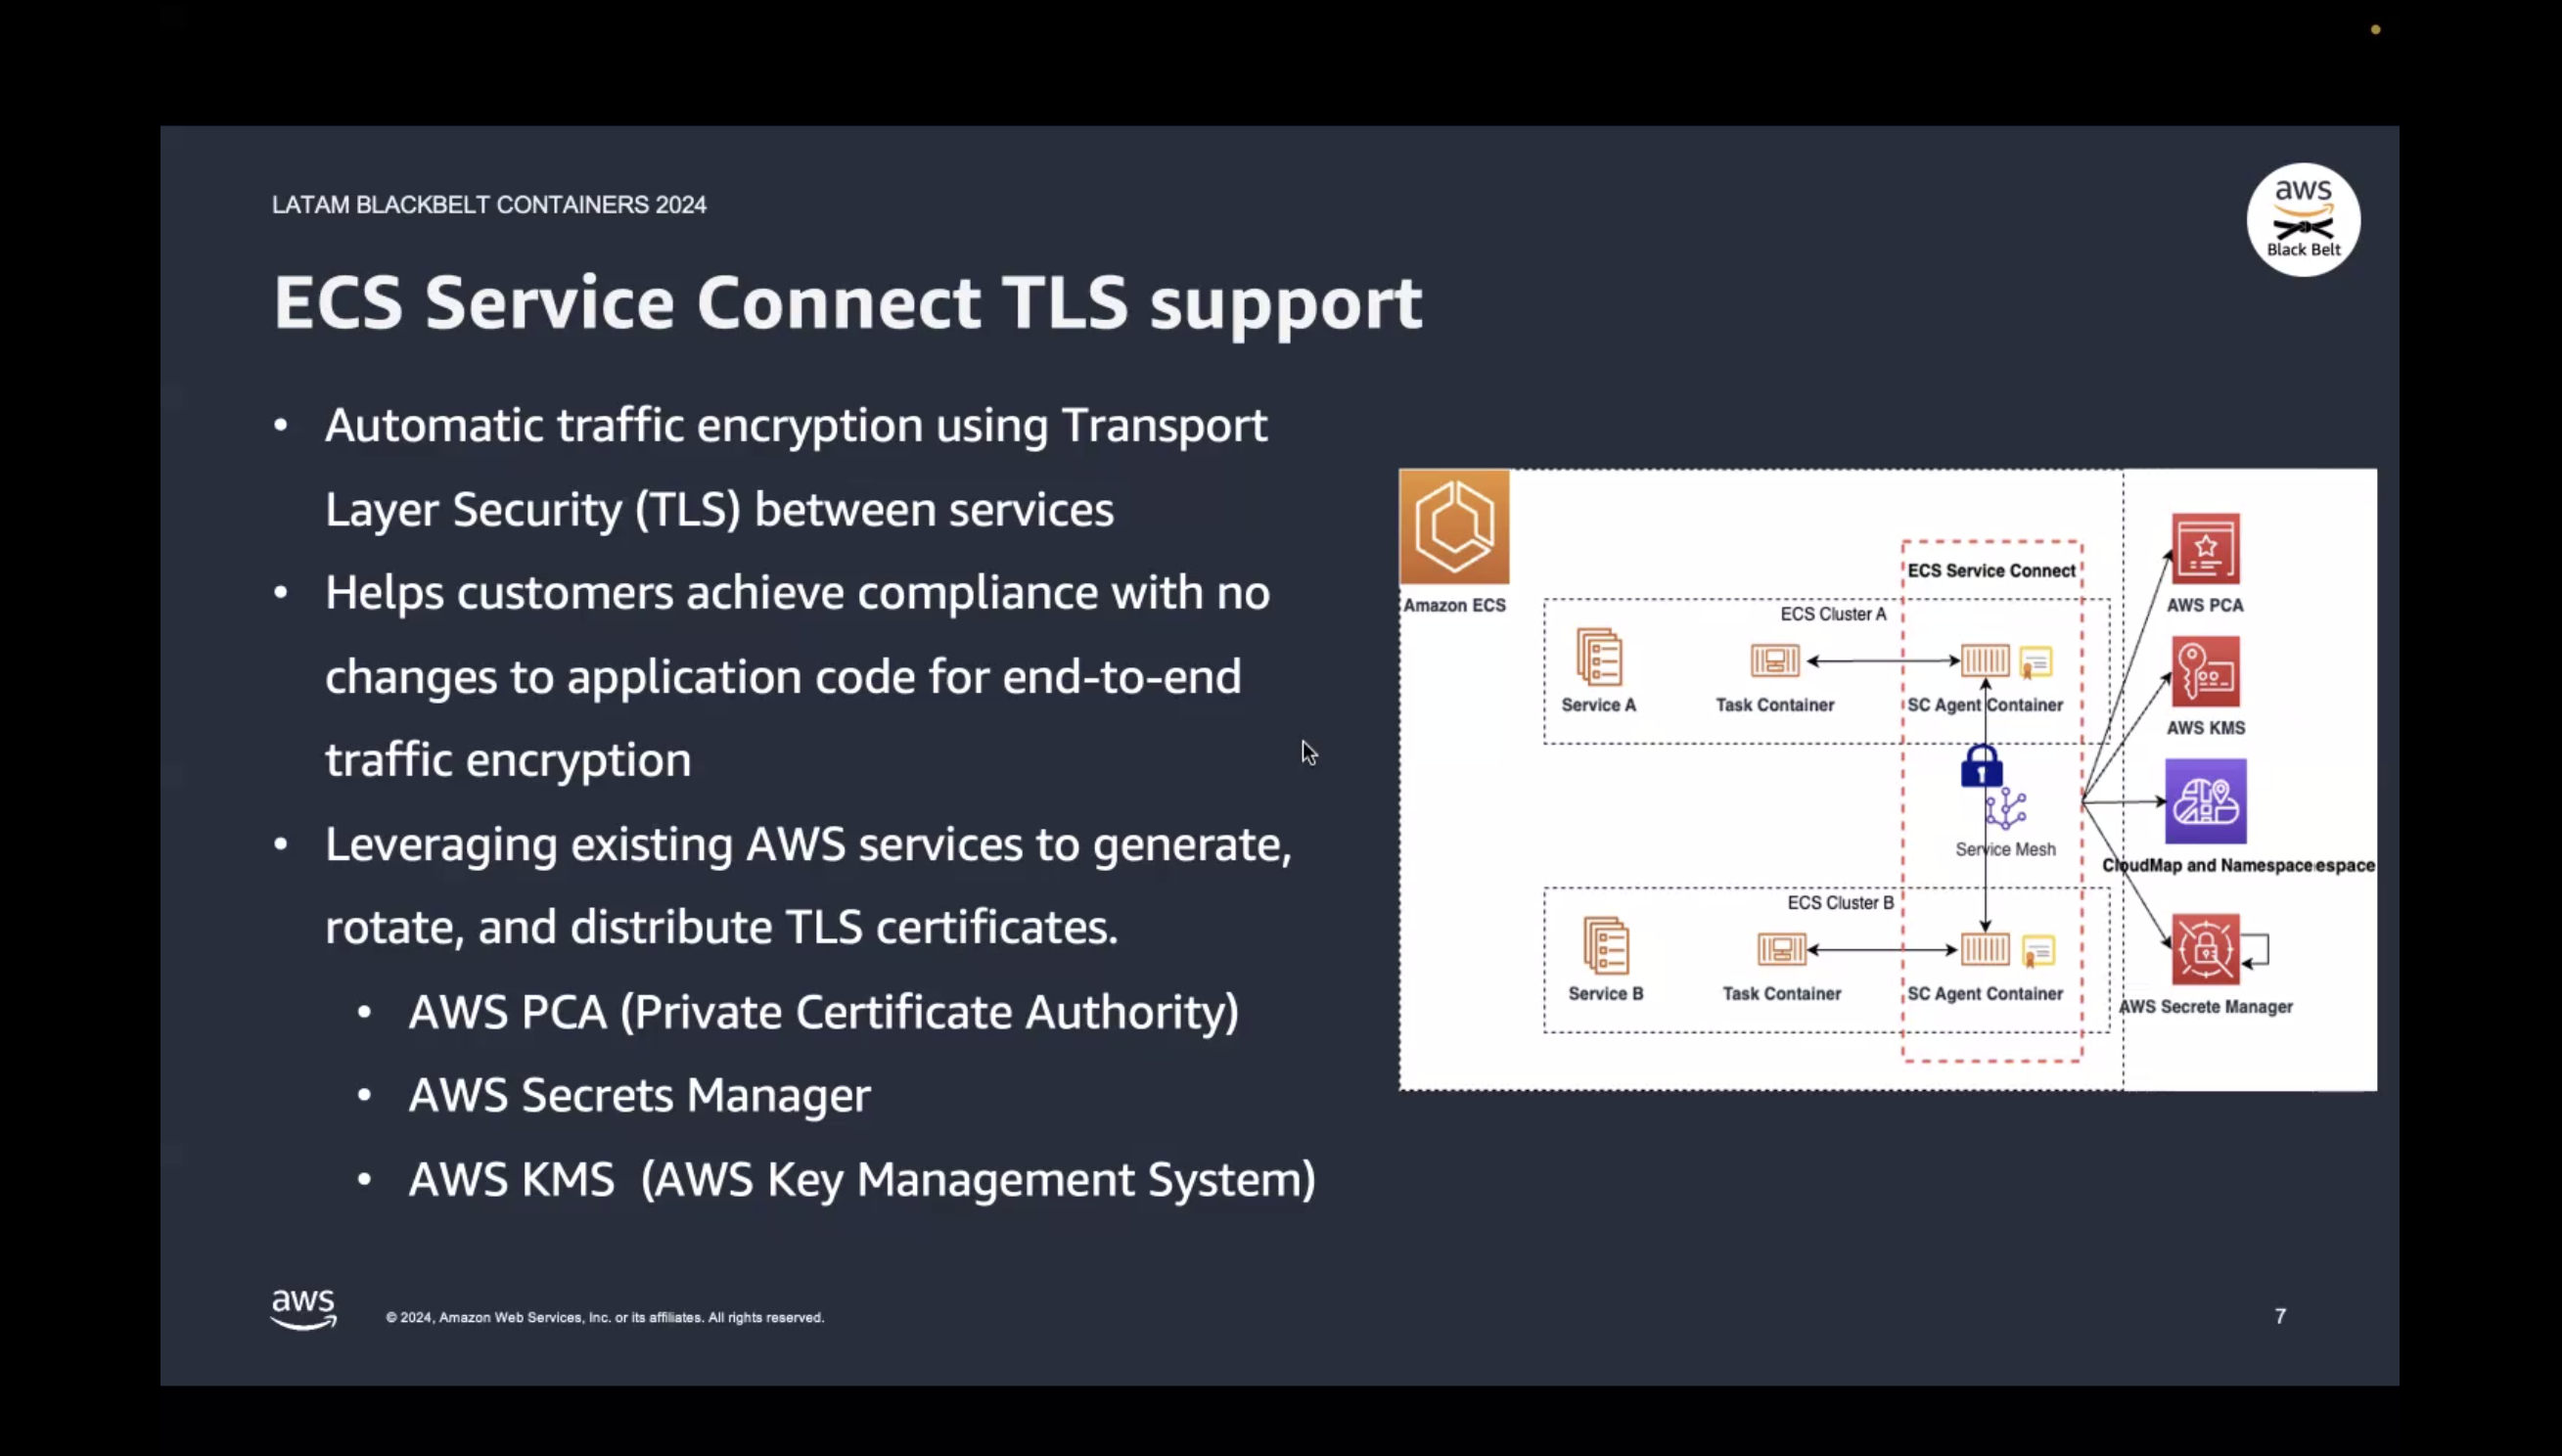 LATAM BLACKBELT CONTAINERS 2024
aws
Black Belt
ECS Service Connect TLS support
• Automatic traffic encryption using Transport
Layer Security (TLS) between services
• Helps customers achieve compliance with no
changes to application code for end-to-end
traffic encryption
• Leveraging existing AWS services to generate,
rotate, and distribute TLS certificates.
• AWS PCA (Private Certificate Authority)
• AWS Secrets Manager
• AWS KMS (AWS Key Management System)
Amazon ECS
ECS Service Connect
ECS Cluster A
Service A
Task Container
SC Agent Container
Service Mesh
ECS Cluster B
Service B
Task Container
SC Agent Container
AWS PCA
AWS KMS
CloudMap and Namespace espace
AWS Secrete Manager
aws
© 2024, Amazon Web Services, Inc. or its affiliates. All rights reserved.
7